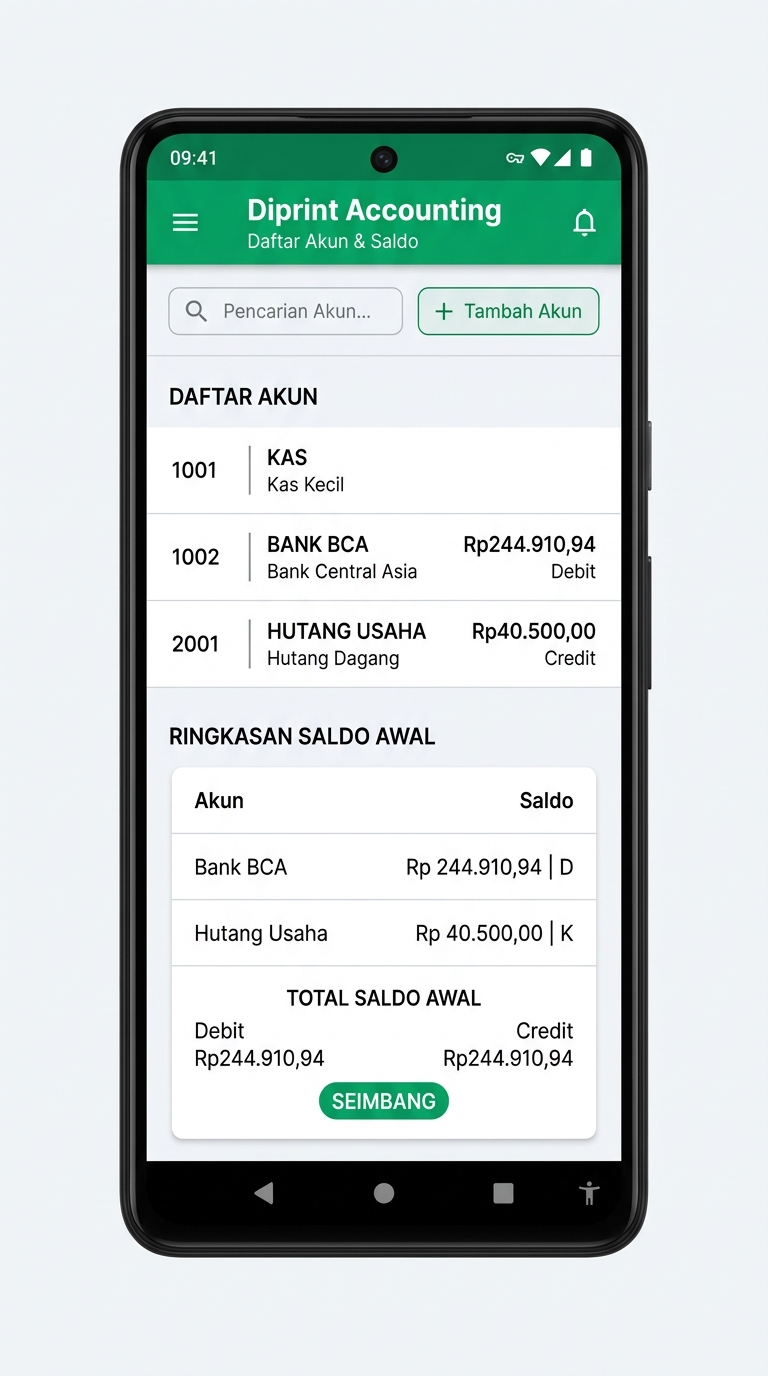 09:41
Diprint Accounting
Daftar Akun & Saldo
Pencarian Akun...
+ Tambah Akun
DAFTAR AKUN
1001
KAS
Kas Kecil
1002
BANK BCA
Rp244.910,94
Bank Central Asia
Debit
2001
HUTANG USAHA
Rp40.500,00
Hutang Dagang
Credit
RINGKASAN SALDO AWAL
Akun
Saldo
Bank BCA
Rp 244.910,94 | D
Hutang Usaha
Rp 40.500,00 | K
TOTAL SALDO AWAL
Debit
Credit
Rp244.910,94
Rp244.910,94
SEIMBANG